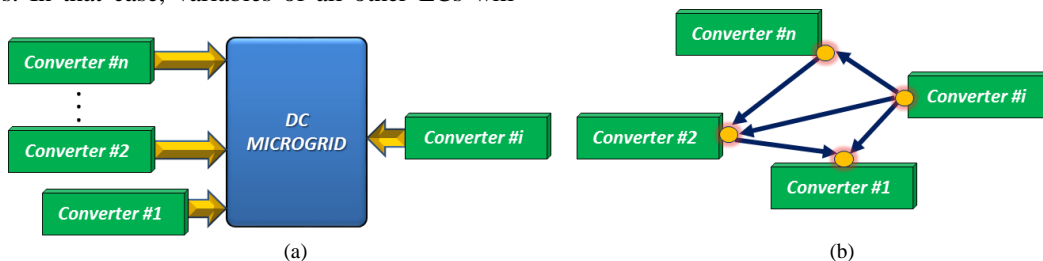 s. In that case, variables of all other LCs will
Converter #n
Converter #2
Converter #1
DC
MICROGRID
Converter #i
(a)
Converter #n
Converter #i
Converter #2
Converter #1
(b)